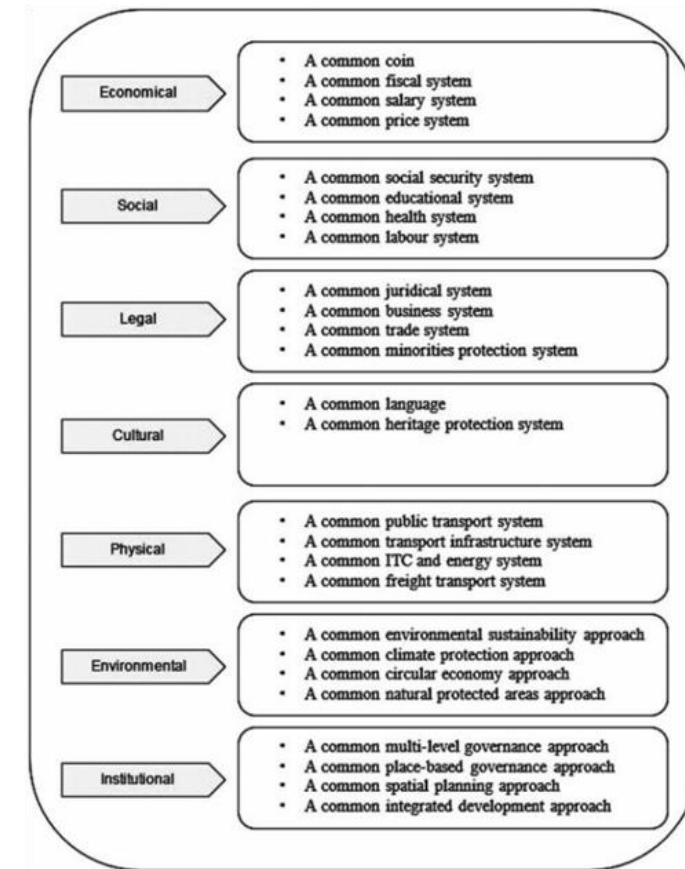 Economical
• A common coin
• A common fiscal system
• A common salary system
• A common price system
Social
• A common social security system
• A common educational system
• A common health system
• A common labour system
Legal
• A common juridical system
• A common business system
• A common trade system
• A common minorities protection system
Cultural
• A common language
• A common heritage protection system
Physical
• A common public transport system
• A common transport infrastructure system
• A common ITC and energy system
• A common freight transport system
Environmental
• A common environmental sustainability approach
• A common climate protection approach
• A common circular economy approach
• A common natural protected areas approach
Institutional
• A common multi-level governance approach
• A common place-based governance approach
• A common spatial planning approach
• A common integrated development approach